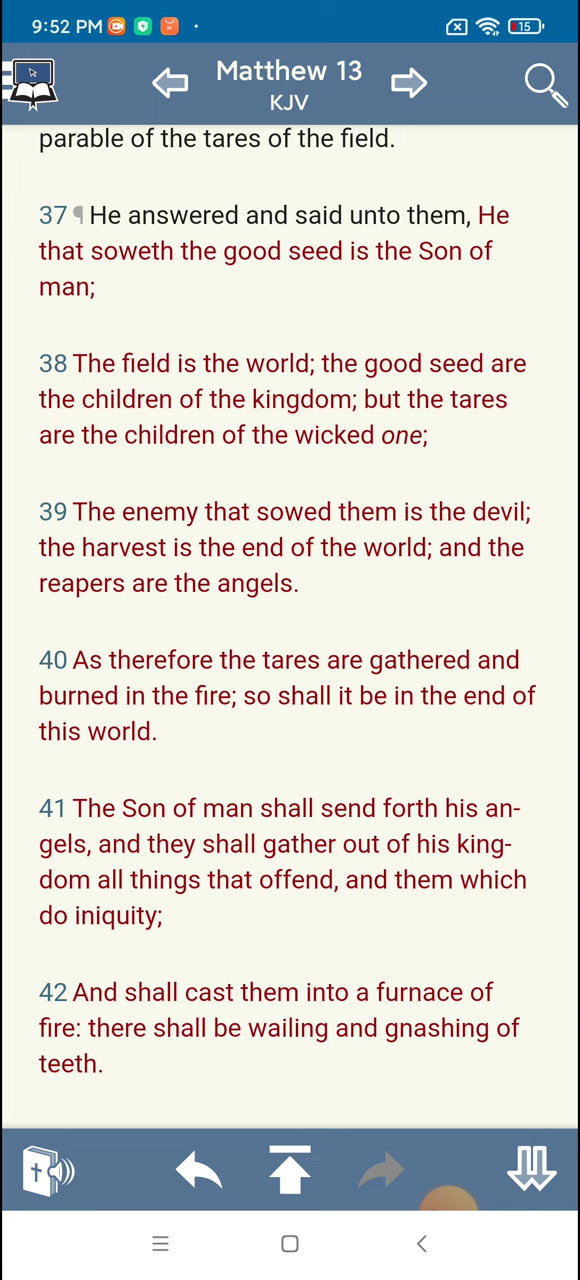 9:52 PM
15
Matthew 13
KJV
parable of the tares of the field.
37 ¶ He answered and said unto them, He
that soweth the good seed is the Son of
man;
38 The field is the world; the good seed are
the children of the kingdom; but the tares
are the children of the wicked one;
39 The enemy that sowed them is the devil;
the harvest is the end of the world; and the
reapers are the angels.
40 As therefore the tares are gathered and
burned in the fire; so shall it be in the end of
this world.
41 The Son of man shall send forth his an-
gels, and they shall gather out of his king-
dom all things that offend, and them which
do iniquity;
42 And shall cast them into a furnace of
fire: there shall be wailing and gnashing of
teeth.